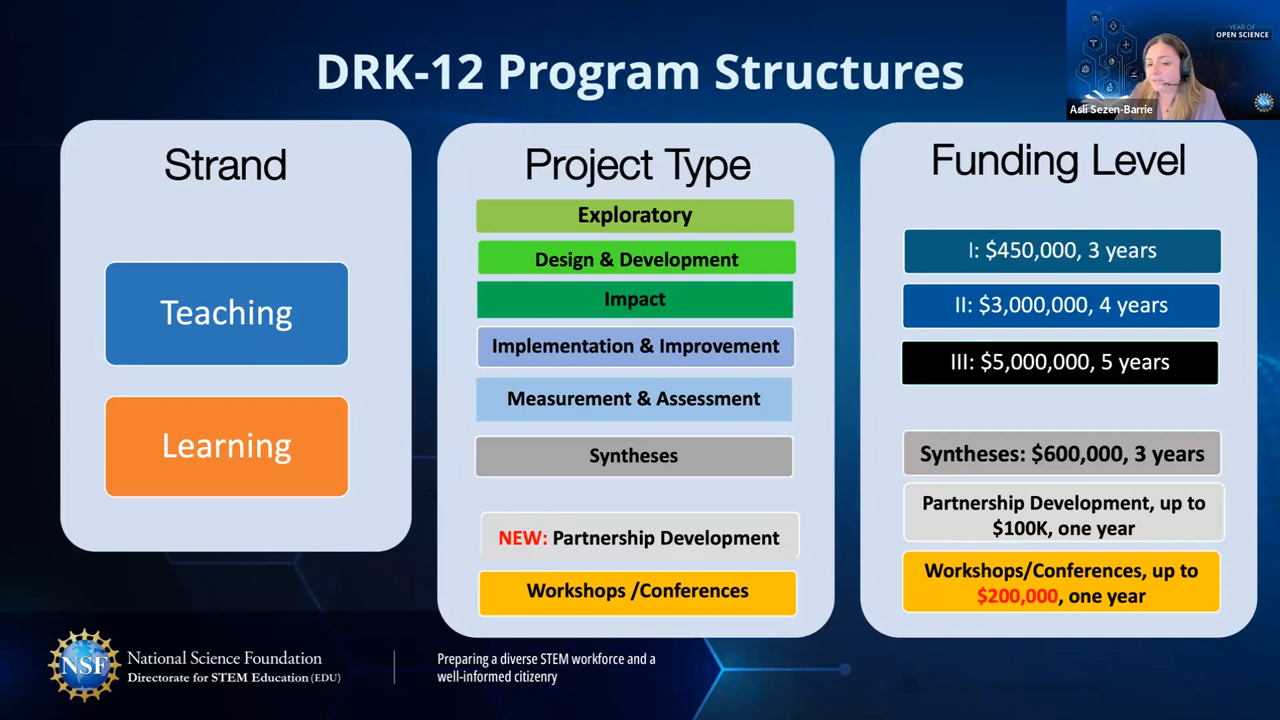 DRK-12 Program Structures
YEAR OF
OPEN SCIENCE
Asli Sezen-Barrie
NSF
Strand
Teaching
Learning
Project Type
Exploratory
Design & Development
Impact
Implementation & Improvement
Measurement & Assessment
Syntheses
NEW: Partnership Development
Workshops /Conferences
Funding Level
I: $450,000, 3 years
II: $3,000,000, 4 years
III: $5,000,000, 5 years
Syntheses: $600,000, 3 years
Partnership Development, up to
$100K, one year
Workshops/Conferences, up to
$200,000, one year
NSF
National Science Foundation
Directorate for STEM Education (EDU)
Preparing a diverse STEM workforce and a
well-informed citizenry